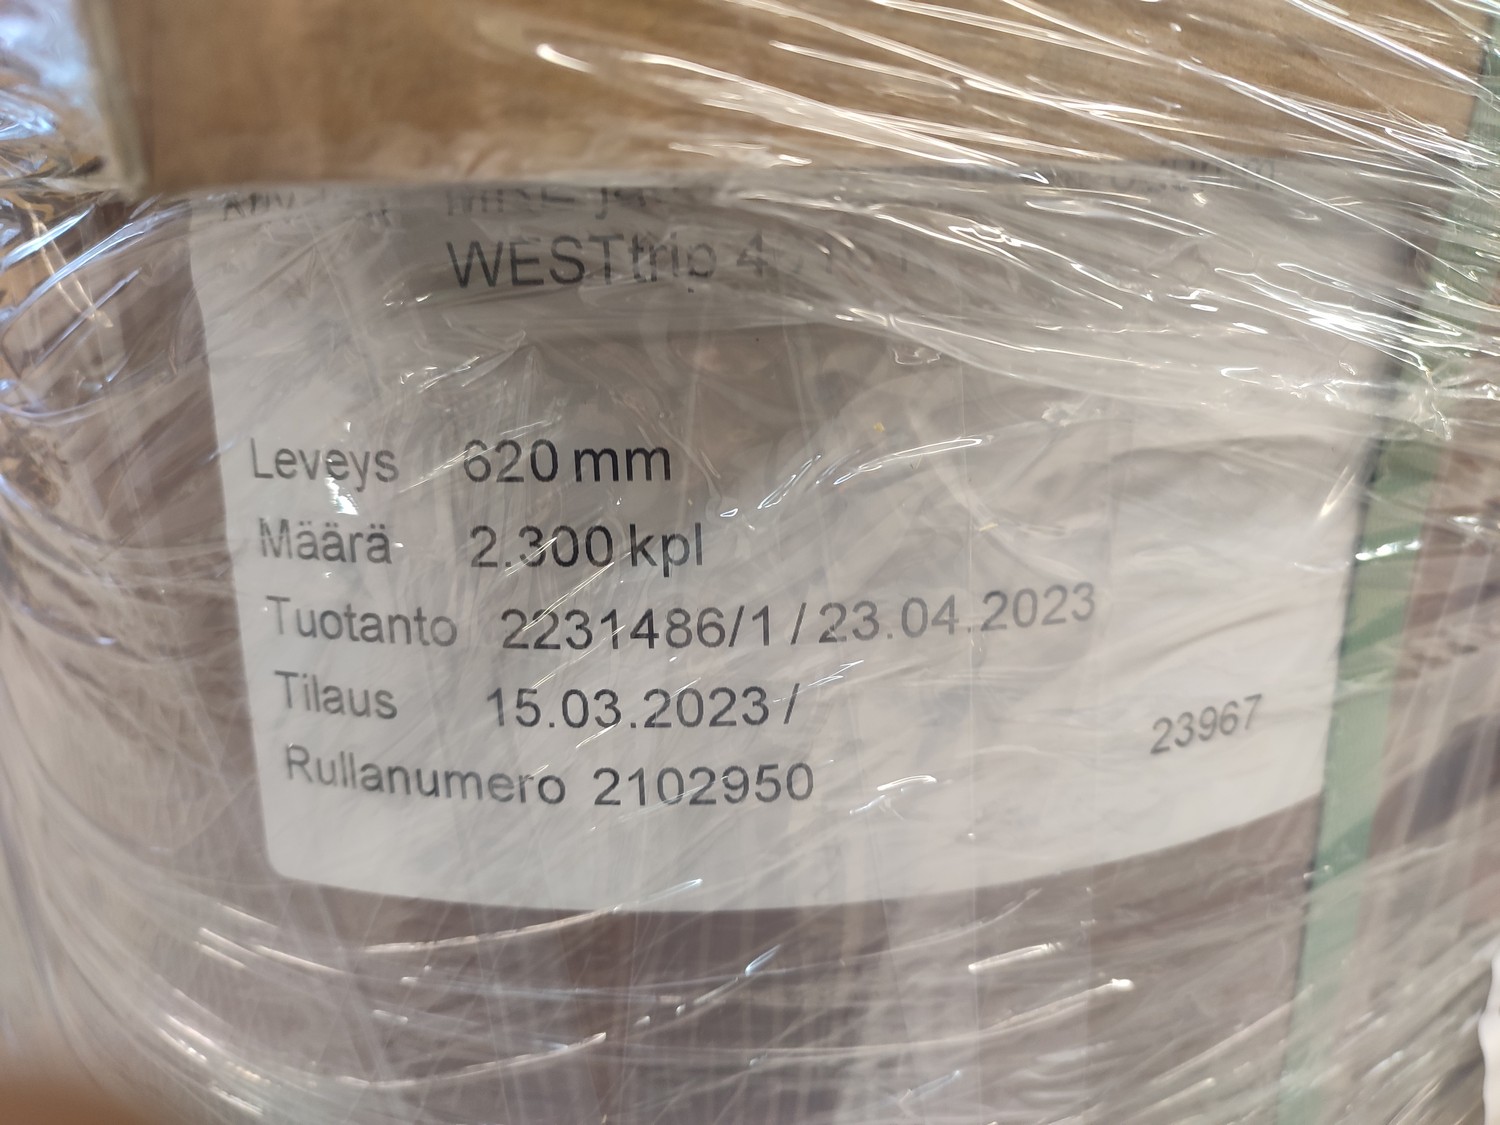 WESTtrip
Leveys 620 mm
Määrä 2.300 kpl
Tuotanto 2231486/1 / 23.04.2023
Tilaus 15.03.2023 /
23967
Rullanumero 2102950